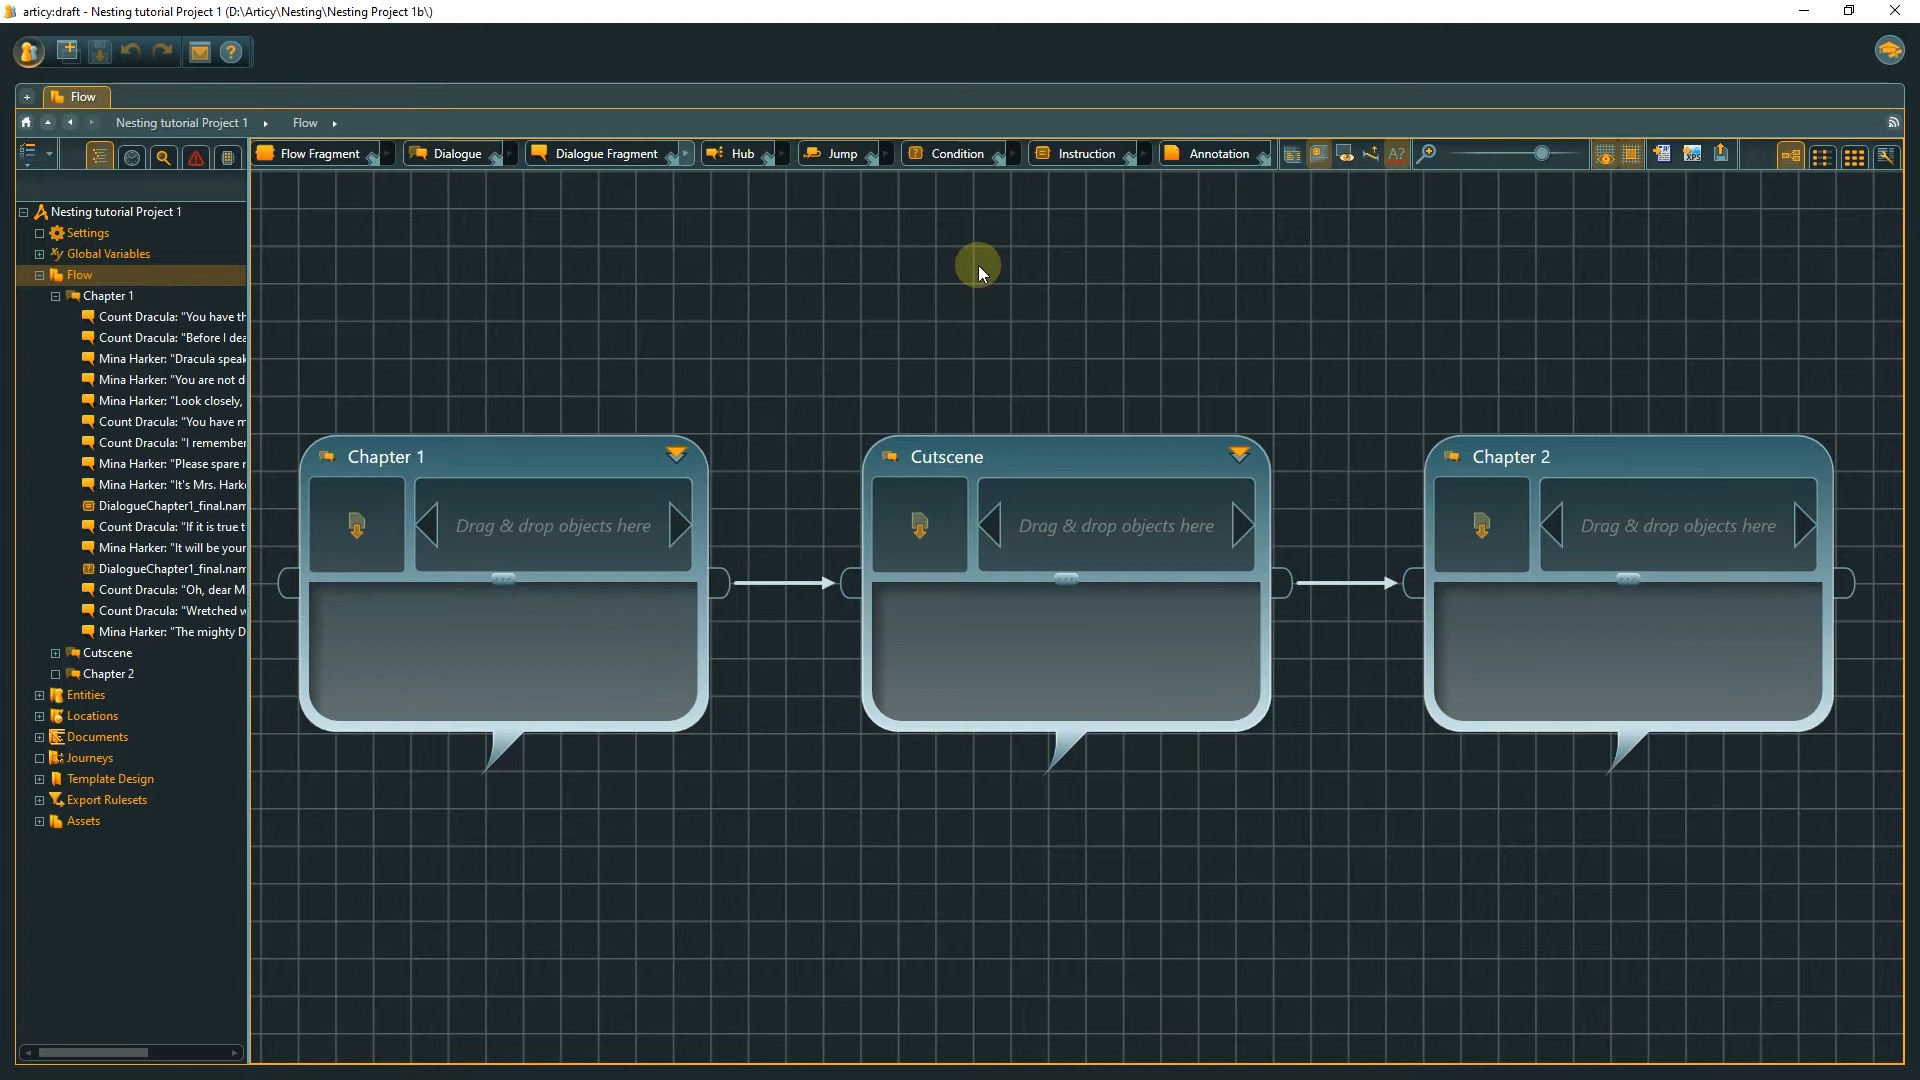 articy:draft - Nesting tutorial Project 1 (D:\Articy\Nesting\Nesting Project 1b\)
Flow
Nesting tutorial Project 1
Flow
Flow Fragment
Dialogue
Dialogue Fragment
Hub
Jump
Condition
Instruction
Annotation
Nesting tutorial Project 1
Settings
Global Variables
Flow
Chapter 1
Count Dracula: "You have th
Count Dracula: "Before I dea
Mina Harker: "Dracula speak
Mina Harker: "You are not d
Mina Harker: "Look closely,
Count Dracula: "You have m
Count Dracula: "I remember
Mina Harker: "Please spare r
Mina Harker: "It's Mrs. Hark
DialogueChapter1_final.nam
Count Dracula: "If it is true t
Mina Harker: "It will be your
DialogueChapter1_final.nam
Count Dracula: "Oh, dear M
Count Dracula: "Wretched w
Mina Harker: "The mighty D
Cutscene
Chapter 2
Entities
Locations
Documents
Journeys
Template Design
Export Rulesets
Assets
Chapter 1
Drag & drop objects here
Cutscene
Drag & drop objects here
Chapter 2
Drag & drop objects here